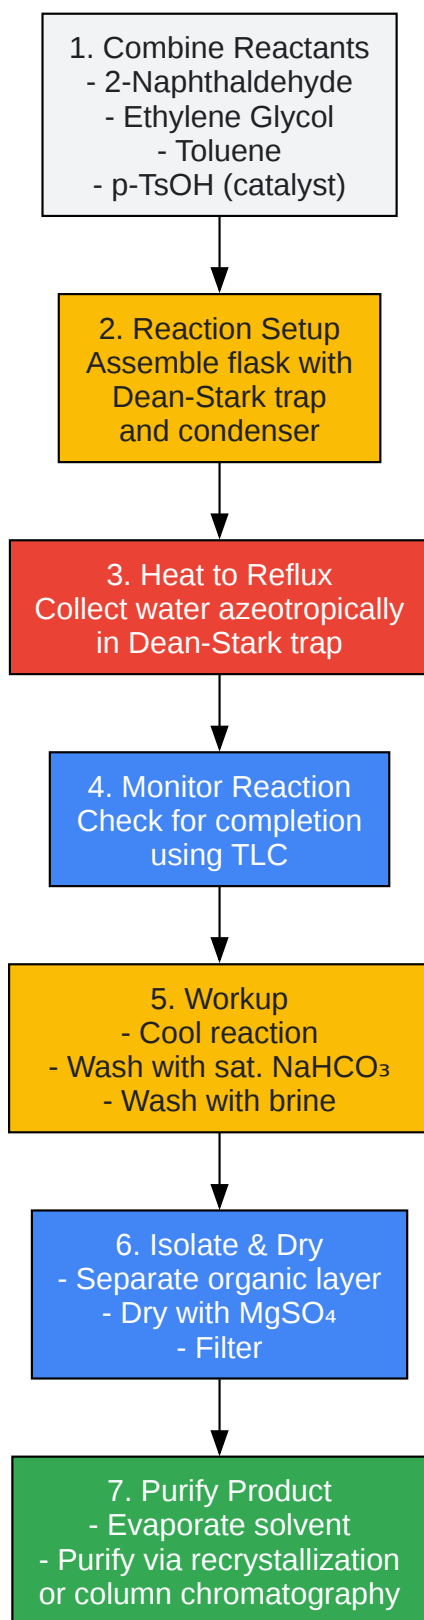 1. Combine Reactants
- 2-Naphthaldehyde
- Ethylene Glycol
- Toluene
- p-TsOH (catalyst)
2. Reaction Setup
Assemble flask with
Dean-Stark trap
and condenser
3. Heat to Reflux
Collect water azeotropically
in Dean-Stark trap
4. Monitor Reaction
Check for completion
using TLC
5. Workup
- Cool reaction
- Wash with sat. NaHCO₃
- Wash with brine
6. Isolate & Dry
- Separate organic layer
- Dry with MgSO₄
- Filter
7. Purify Product
- Evaporate solvent
- Purify via recrystallization
or column chromatography